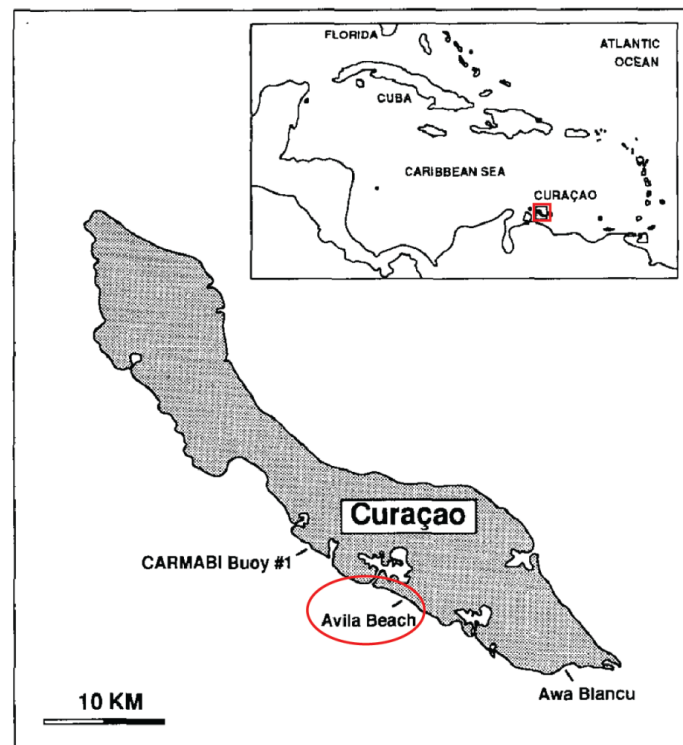 FLORIDA
ATLANTIC
OCEAN
CUBA
CARIBBEAN SEA
CURAÇAO
Curaçao
CARMABI Buoy #1
Avila Beach
Awa Blancu
10 KM